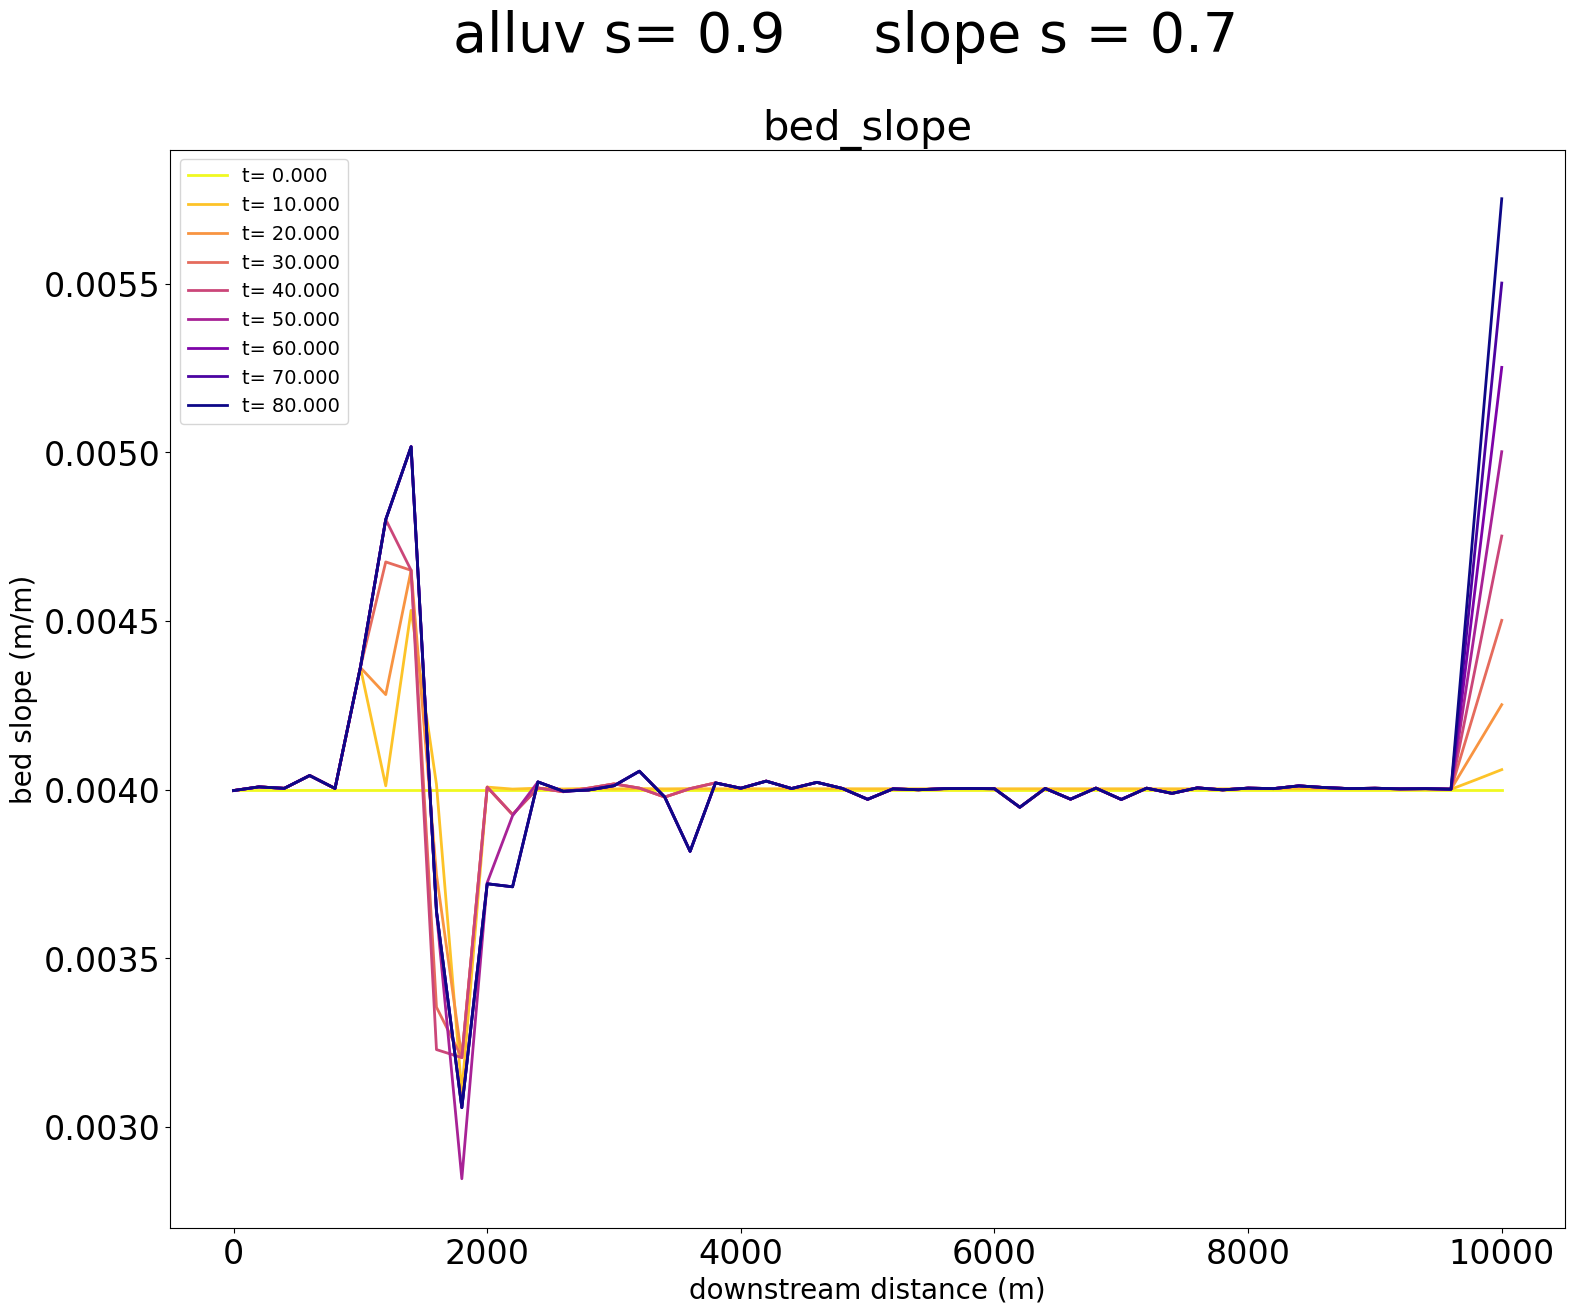 alluv s= 0.9 slope s = 0.7
bed_slope
t= 0.000
t= 10.000
t= 20.000
t= 30.000
t= 40.000
t= 50.000
t= 60.000
t= 70.000
t= 80.000
0.0055
0.0050
0.0045
0.0040
0.0035
0.0030
bed slope (m/m)
0 2000 4000 6000 8000 10000
downstream distance (m)